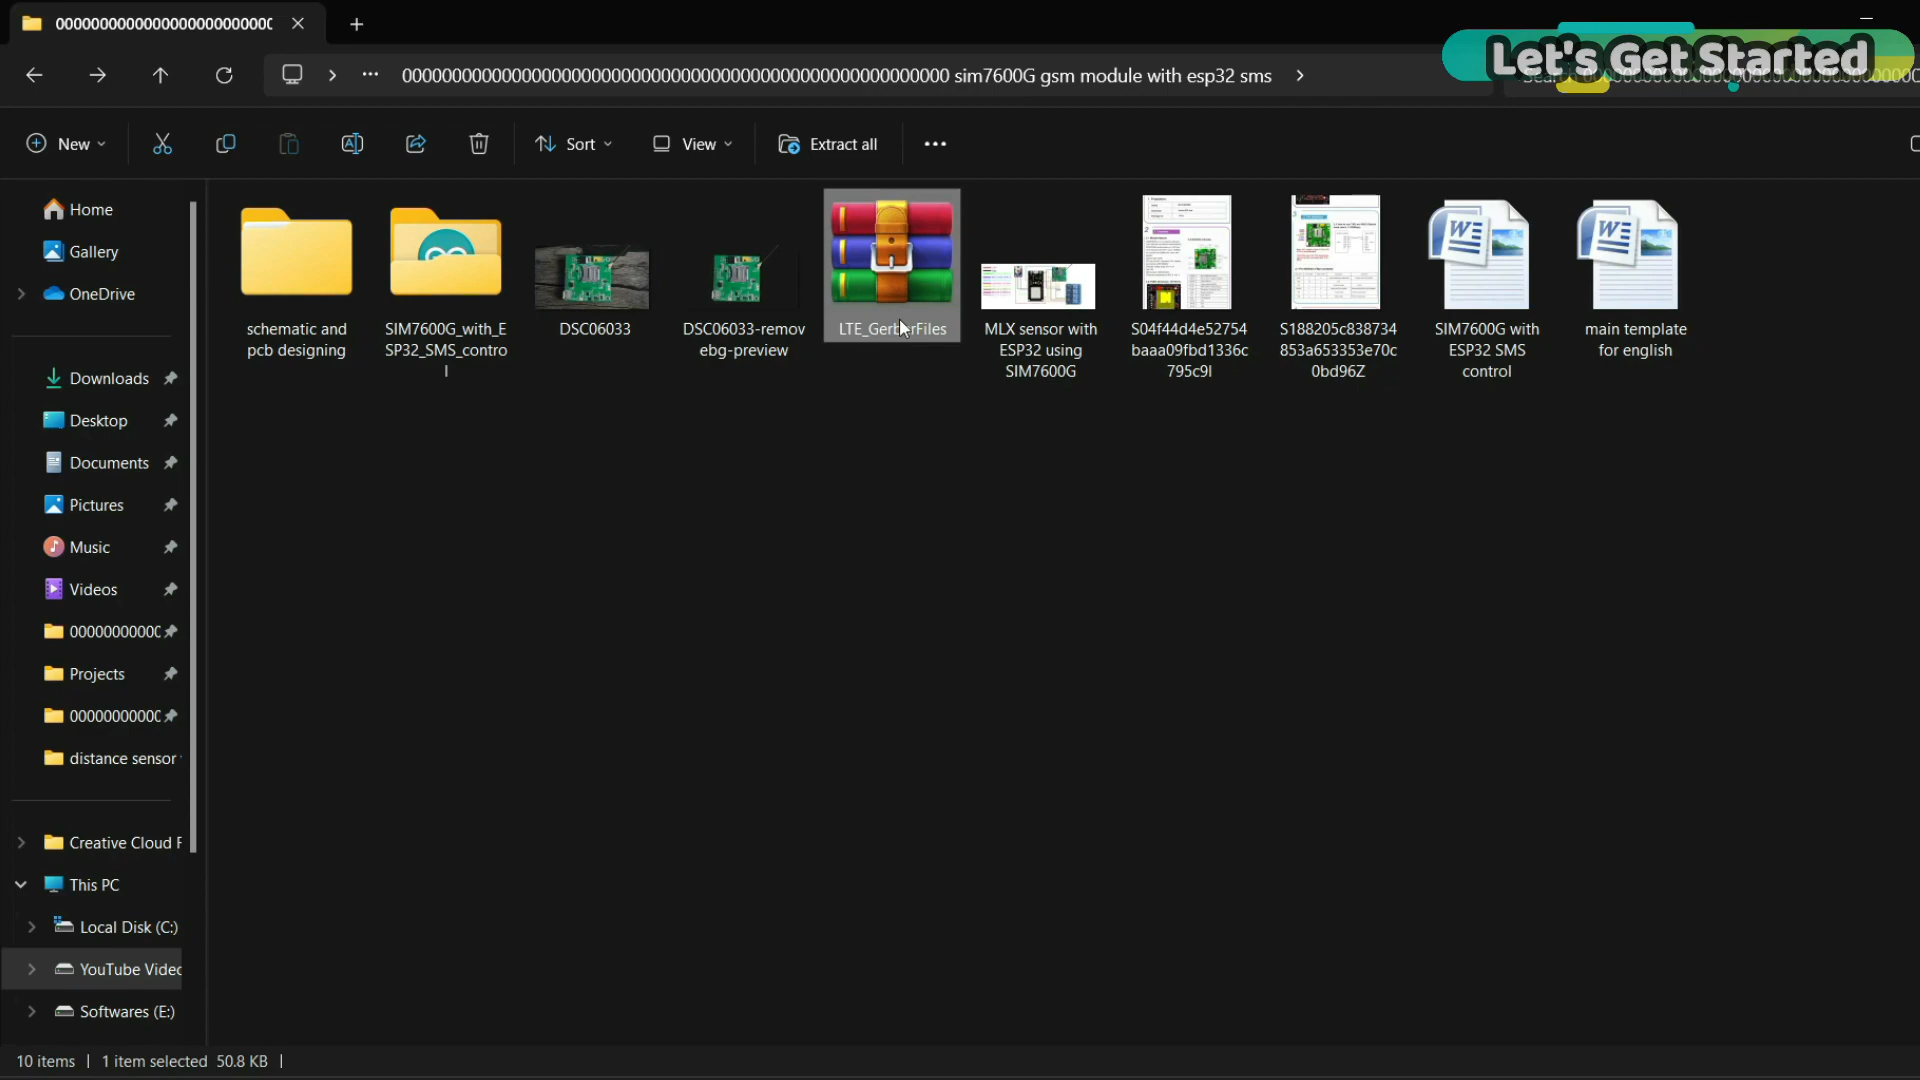 000000000000000000000000
Let's Get Started
000000000000000000000000000000000000000000000000000000 sim7600G gsm module with esp32 sms
New
Sort
View
Extract all
Home
Gallery
OneDrive
Downloads
Desktop
Documents
Pictures
Music
Videos
00000000000
Projects
00000000000
distance sensor
Creative Cloud F
This PC
Local Disk (C:)
YouTube Videc
Softwares (E:)
schematic and
pcb designing
SIM7600G_with_E
SP32_SMS_contro
l
DSC06033
DSC06033-remov
ebg-preview
LTE_GerberFiles
MLX sensor with
ESP32 using
SIM7600G
S04f44d4e52754
baaa09fbd1336c
795c9l
S188205c838734
853a653353e70c
0bd96Z
SIM7600G with
ESP32 SMS
control
main template
for english
10 items
1 item selected 50.8 KB